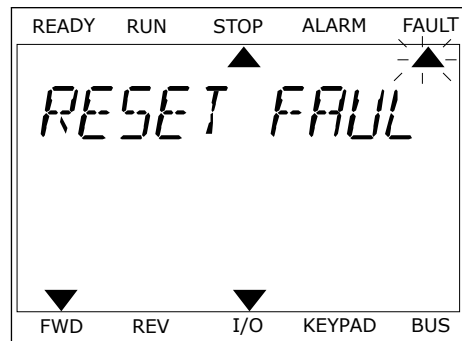 READY RUN STOP ALARM FAULT
RESET FAUL
FWD REV I/O KEYPAD BUS